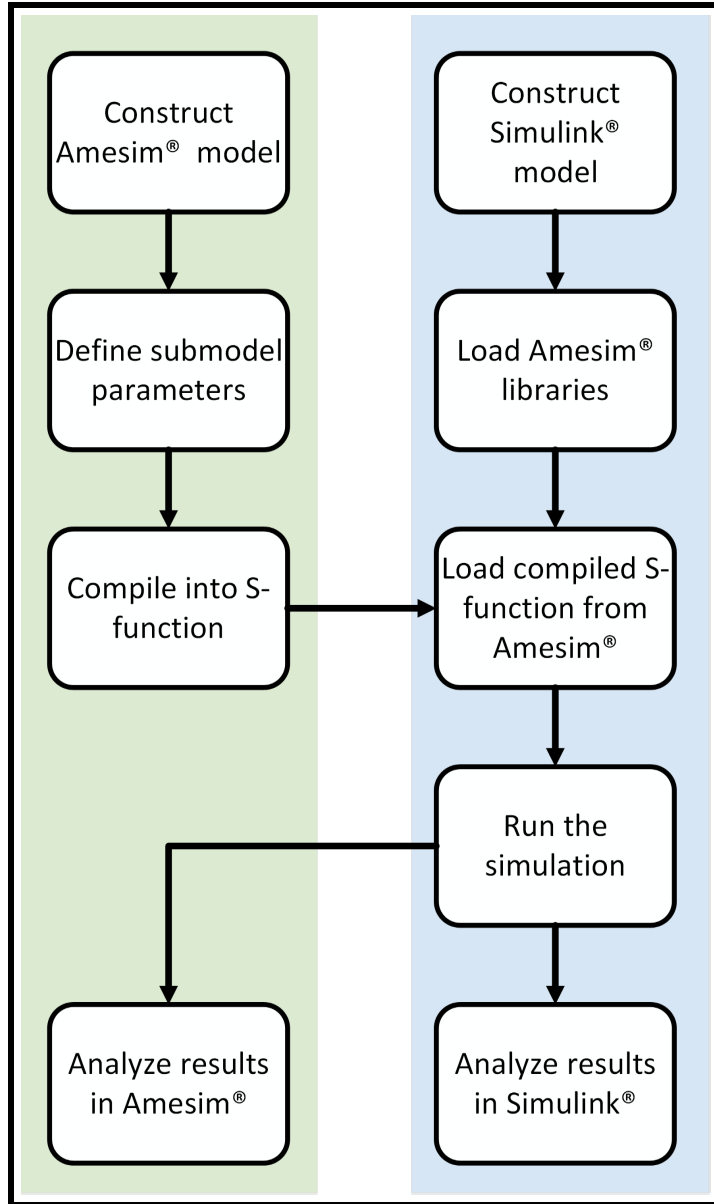 Construct
Amesim® model
Define submodel
parameters
Compile into S-
function
Analyze results
in Amesim®
Construct
Simulink®
model
Load Amesim®
libraries
Load compiled S-
function from
Amesim®
Run the
simulation
Analyze results
in Simulink®